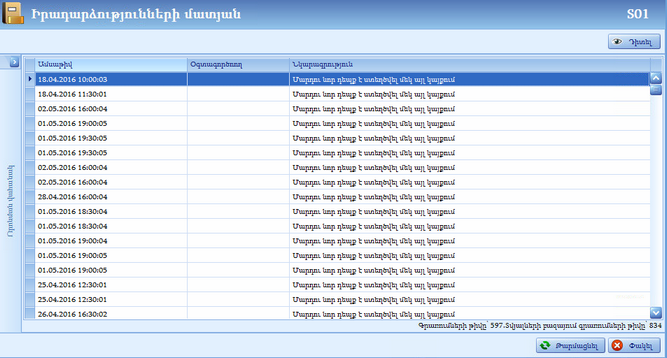 Իրադարձությունների մատյան S01
Դիտել
Ամսաթիվ Օգտագործող Նկարագրություն
18.04.2016 10:00:03 Մարդու նոր դեպք է ստեղծվել մեկ այլ կայքում
18.04.2016 11:30:01 Մարդու նոր դեպք է ստեղծվել մեկ այլ կայքում
02.05.2016 16:00:04 Մարդու նոր դեպք է ստեղծվել մեկ այլ կայքում
01.05.2016 19:00:05 Մարդու նոր դեպք է ստեղծվել մեկ այլ կայքում
01.05.2016 19:30:05 Մարդու նոր դեպք է ստեղծվել մեկ այլ կայքում
01.05.2016 19:30:05 Մարդու նոր դեպք է ստեղծվել մեկ այլ կայքում
02.05.2016 16:00:04 Մարդու նոր դեպք է ստեղծվել մեկ այլ կայքում
02.05.2016 16:00:04 Մարդու նոր դեպք է ստեղծվել մեկ այլ կայքում
28.04.2016 16:00:04 Մարդու նոր դեպք է ստեղծվել մեկ այլ կայքում
01.05.2016 18:30:04 Մարդու նոր դեպք է ստեղծվել մեկ այլ կայքում
01.05.2016 18:30:04 Մարդու նոր դեպք է ստեղծվել մեկ այլ կայքում
01.05.2016 19:00:04 Մարդու նոր դեպք է ստեղծվել մեկ այլ կայքում
01.05.2016 19:00:05 Մարդու նոր դեպք է ստեղծվել մեկ այլ կայքում
01.05.2016 19:00:05 Մարդու նոր դեպք է ստեղծվել մեկ այլ կայքում
25.04.2016 12:30:01 Մարդու նոր դեպք է ստեղծվել մեկ այլ կայքում
25.04.2016 12:30:01 Մարդու նոր դեպք է ստեղծվել մեկ այլ կայքում
26.04.2016 16:30:02 Մարդու նոր դեպք է ստեղծվել մեկ այլ կայքում
Որոնման վահանակ
Գրառումների թիվը՝ 597.Տվյալների բազայում գրառումների թիվը՝ 834
Թարմացնել Փակել